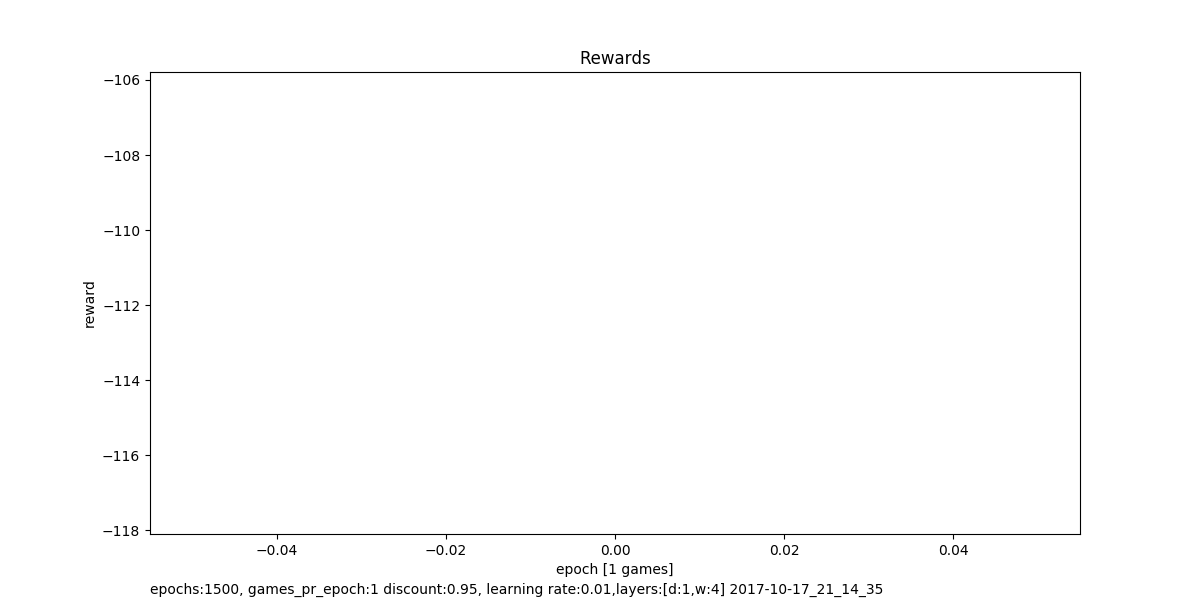 Rewards
−106
−108
−110
−112
−114
−116
−118
reward
−0.04 −0.02 0.00 0.02 0.04
epoch [1 games]
epochs:1500, games_pr_epoch:1 discount:0.95, learning rate:0.01,layers:[d:1,w:4] 2017-10-17_21_14_35